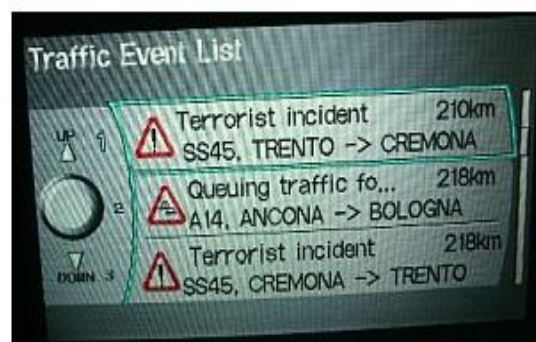 Traffic Event List
UP 1
Terrorist incident 210km
SS45, TRENTO -> CREMONA
2
Queuing traffic fo... 218km
A14, ANCONA -> BOLOGNA
DOWN 3
Terrorist incident 218km
SS45, CREMONA -> TRENTO